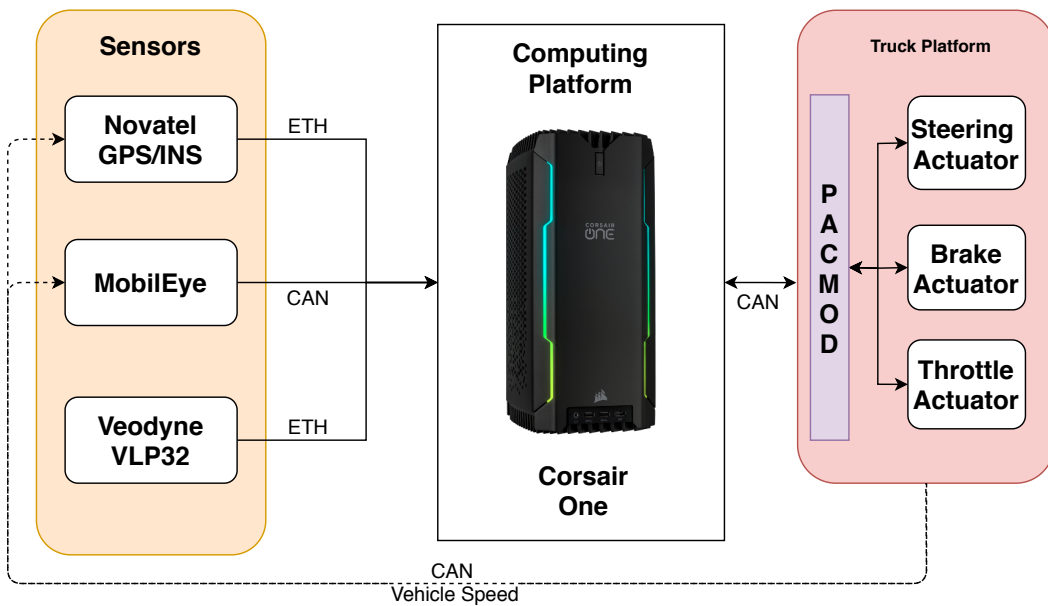 Sensors
Novatel
GPS/INS
MobilEye
Veodyne
VLP32
ETH
CAN
ETH
Computing
Platform
CORSAIR
ONE
Corsair
One
CAN
Truck Platform
P
A
C
M
O
D
Steering
Actuator
Brake
Actuator
Throttle
Actuator
CAN
Vehicle Speed